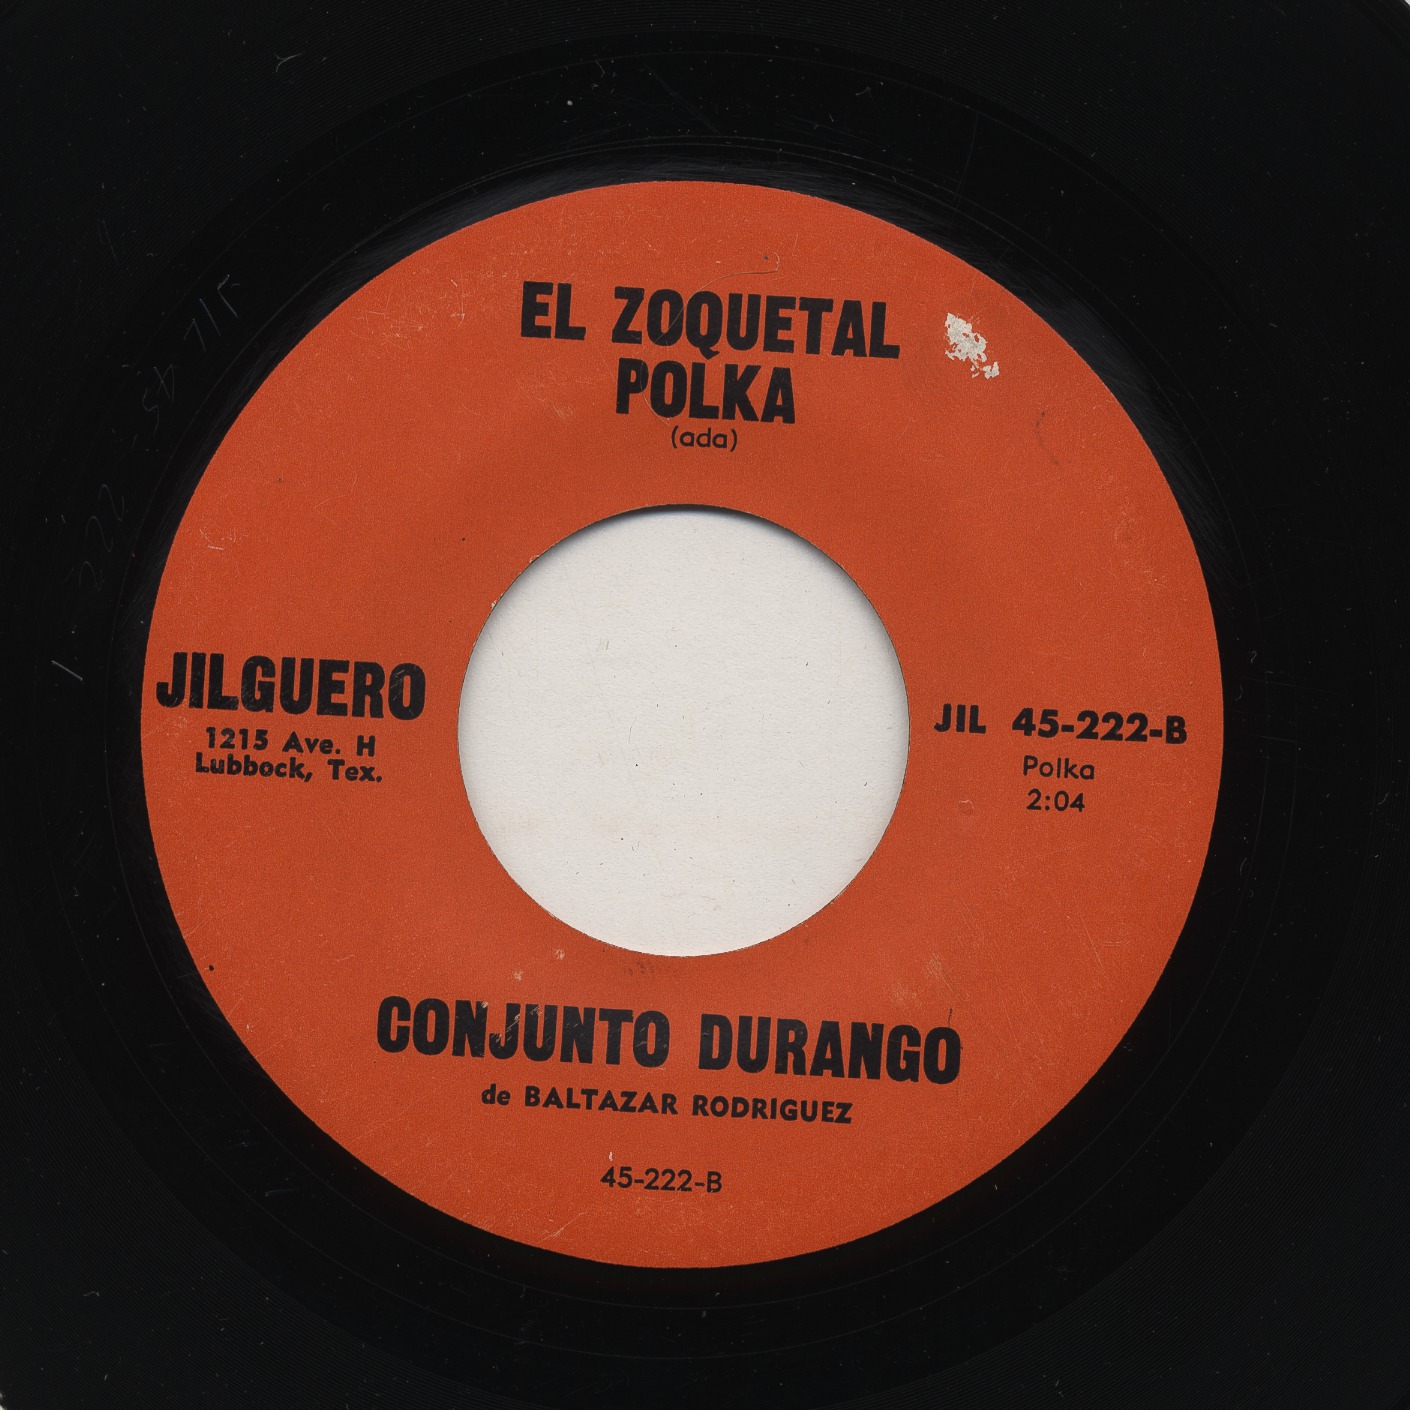 EL ZOQUETAL
POLKA
(ada)
JILGUERO
1215 Ave. H
Lubbock, Tex.
JIL 45-222-B
Polka
2:04
CONJUNTO DURANGO
de BALTAZAR RODRIGUEZ
45-222-B